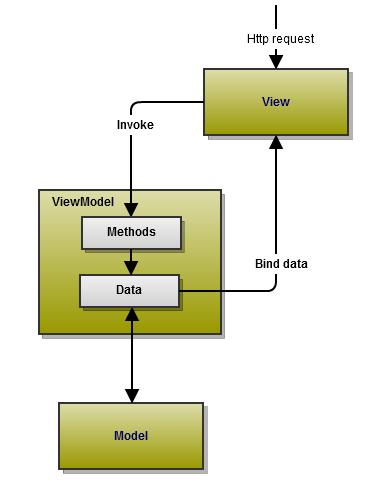 Http request
View
Invoke
ViewModel
Methods
Bind data
Data
Model